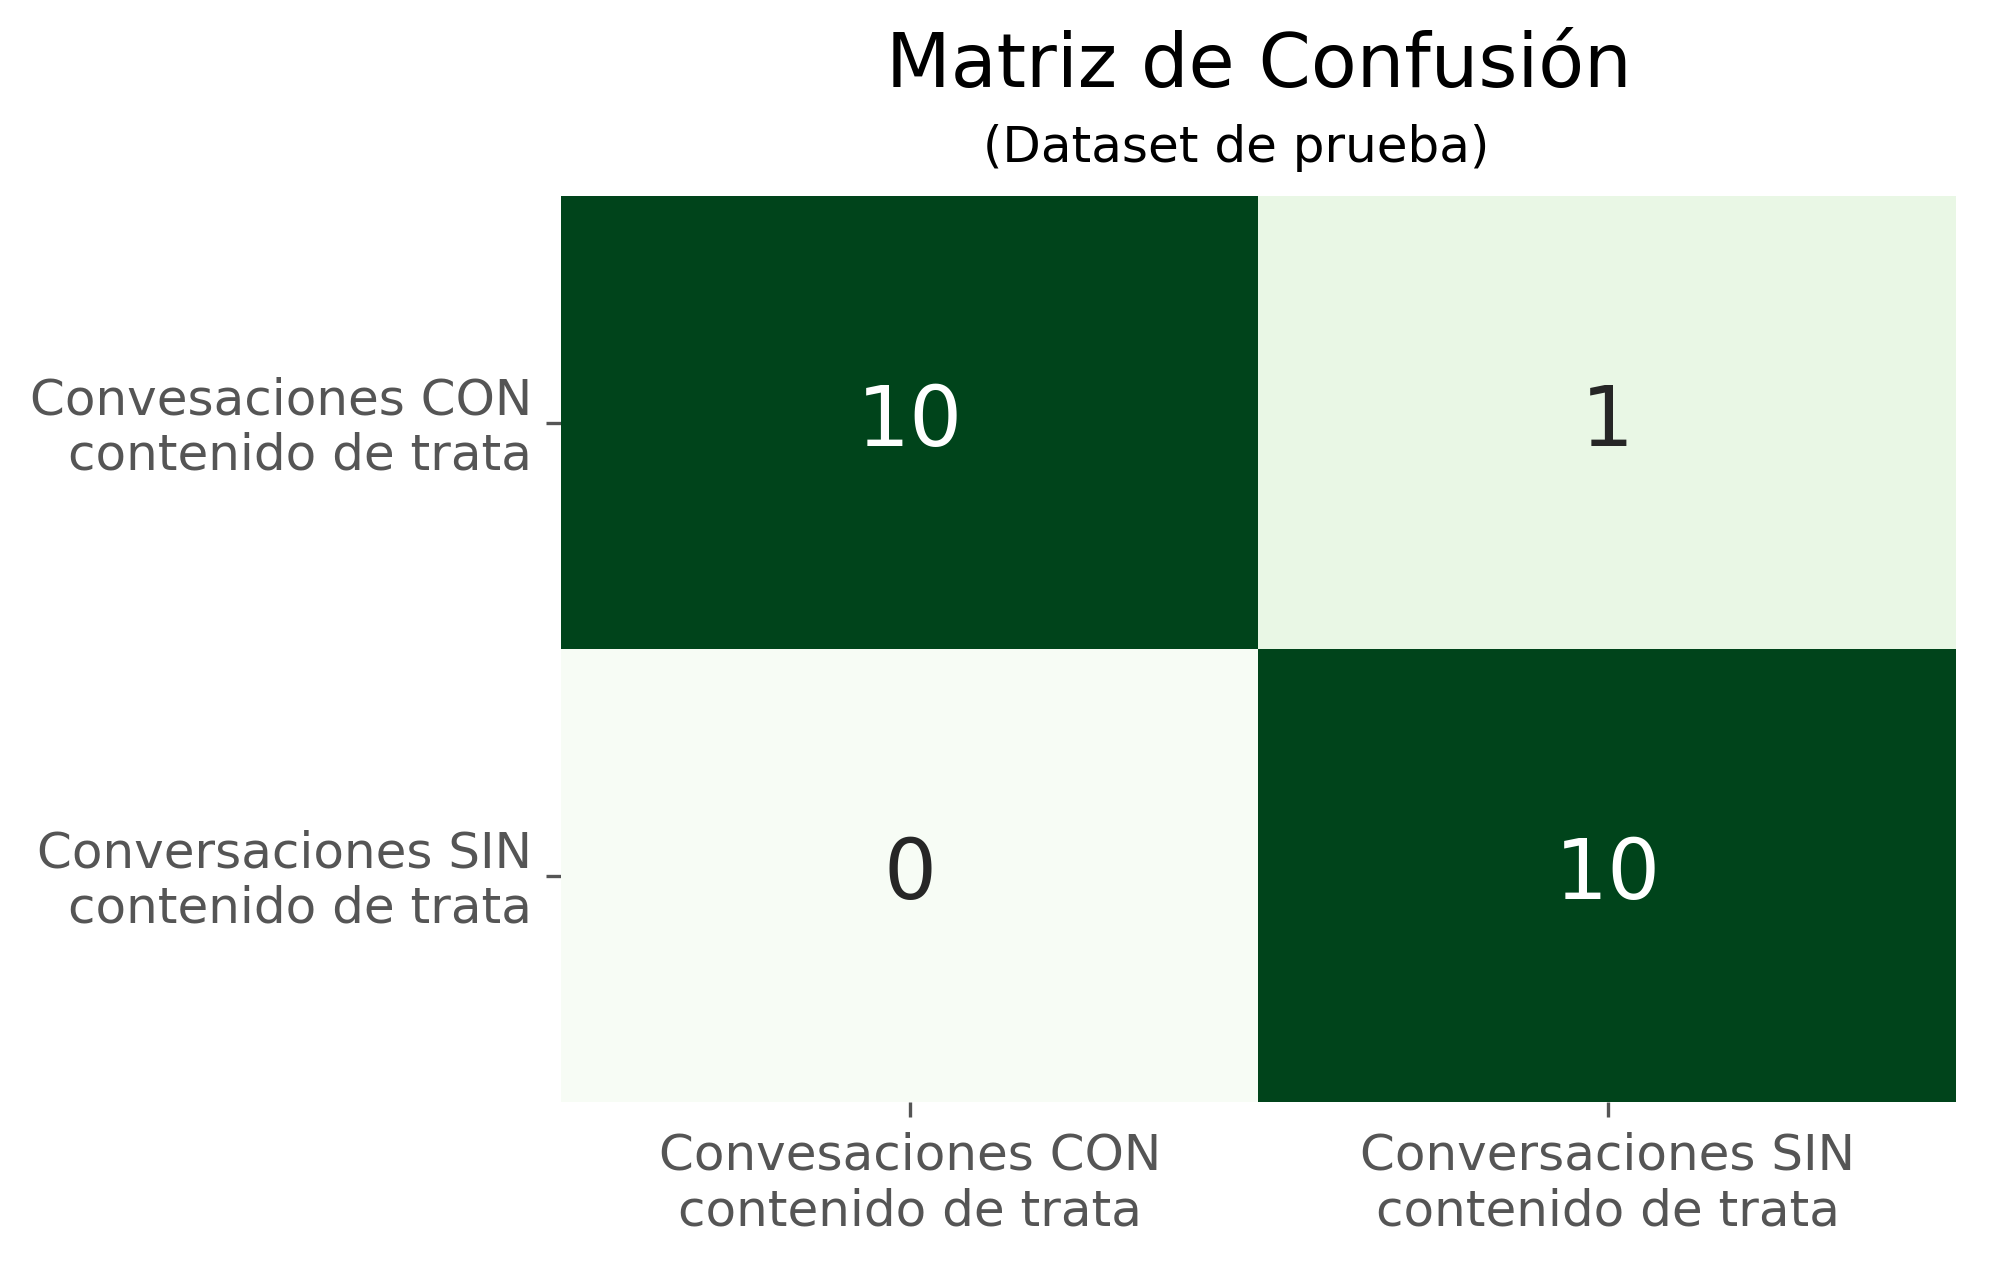 Matriz de Confusión
(Dataset de prueba)
Convesaciones CON
contenido de trata
10
1
Conversaciones SIN
contenido de trata
0
10
Convesaciones CON
contenido de trata
Conversaciones SIN
contenido de trata